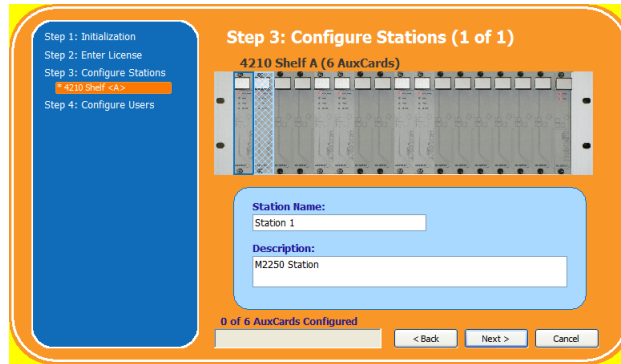 Step 1: Initialization
Step 2: Enter License
Step 3: Configure Stations
* 4210 Shelf <A>
Step 4: Configure Users
Step 3: Configure Stations (1 of 1)
4210 Shelf A (6 AuxCards)
Station Name:
Station 1
Description:
M2250 Station
0 of 6 AuxCards Configured
< Back
Next >
Cancel